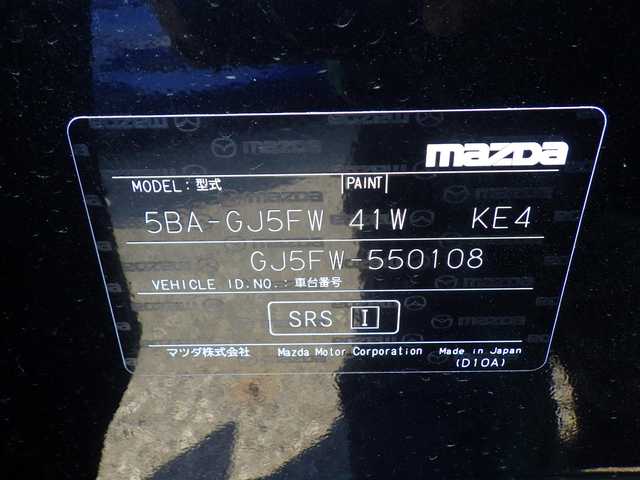 mazda
MODEL:型式 PAINT
5BA-GJ5FW 41W KE4
GJ5FW-550108
VEHICLE ID.NO.:車台番号
SRS I
マツダ株式会社 Mazda Motor Corporation Made in Japan
(D10A)